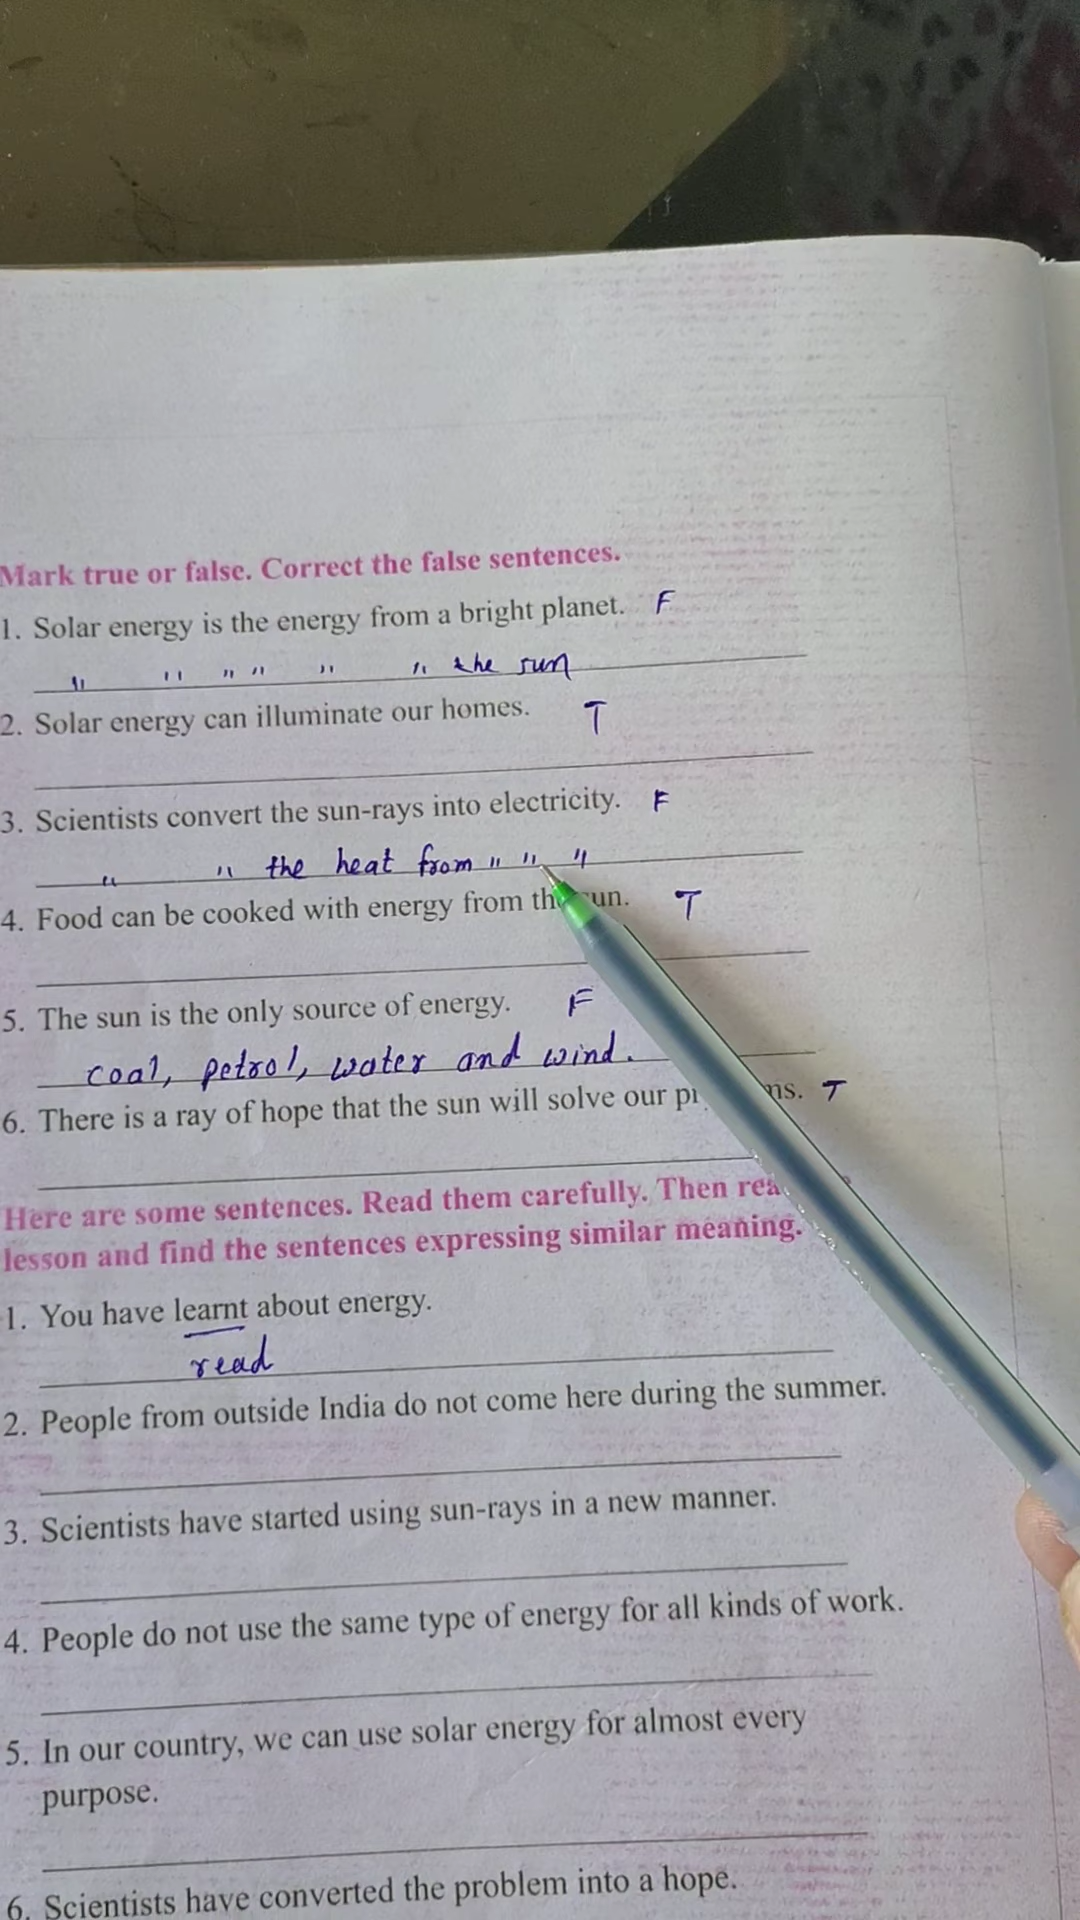 Mark true or false. Correct the false sentences.
1. Solar energy is the energy from a bright planet. F
" " " " " " the sun
2. Solar energy can illuminate our homes. T
3. Scientists convert the sun-rays into electricity. F
" " the heat from " " "
4. Food can be cooked with energy from the sun. T
5. The sun is the only source of energy. F
coal, petrol, water and wind.
6. There is a ray of hope that the sun will solve our T
Here are some sentences. Read them carefully. Then
lesson and find the sentences expressing similar meaning.
1. You have learnt about energy.
read
2. People from outside India do not come here during the summer.
3. Scientists have started using sun-rays in a new manner.
4. People do not use the same type of energy for all kinds of work.
5. In our country, we can use solar energy for almost every
purpose.
6. Scientists have converted the problem into a hope.